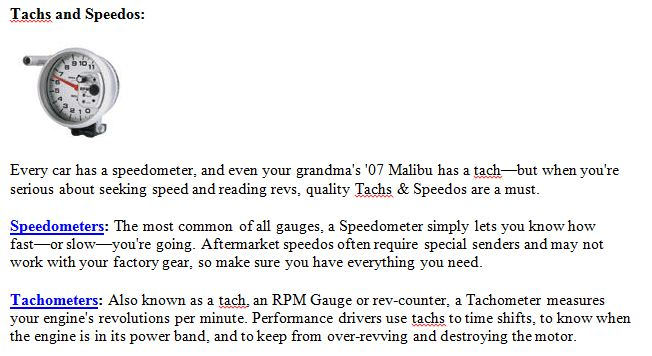 Tachs and Speedos:
Every car has a speedometer, and even your grandma's '07 Malibu has a tach—but when you're
serious about seeking speed and reading revs, quality Tachs & Speedos are a must.
Speedometers: The most common of all gauges, a Speedometer simply lets you know how
fast—or slow—you're going. Aftermarket speedos often require special senders and may not
work with your factory gear, so make sure you have everything you need.
Tachometers: Also known as a tach, an RPM Gauge or rev-counter, a Tachometer measures
your engine's revolutions per minute. Performance drivers use tachs to time shifts, to know when
the engine is in its power band, and to keep from over-revving and destroying the motor.